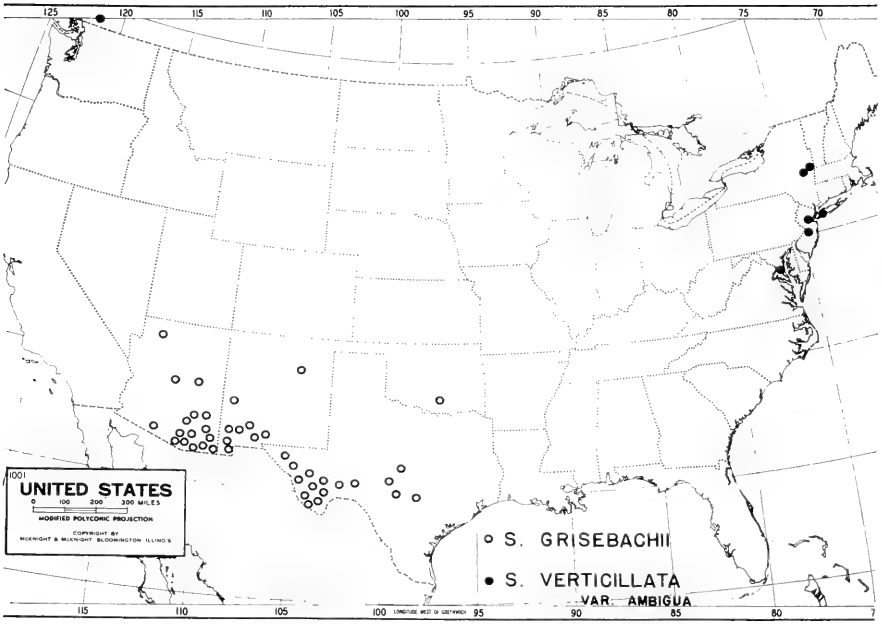 125 120 115 110 105 100 95 90 85 80 75 70
1001
UNITED STATES
0 100 200 300 MILES
MODIFIED POLYCONIC PROJECTION
COPYRIGHT BY
MCKNIGHT & MCKNIGHT BLOOMINGTON ILLINOIS
S. GRISEBACHII
S. VERTICILLATA
VAR. AMBIGUA
115 110 105 100 LONGITUDE WEST OF GREENWICH 95 90 85 80